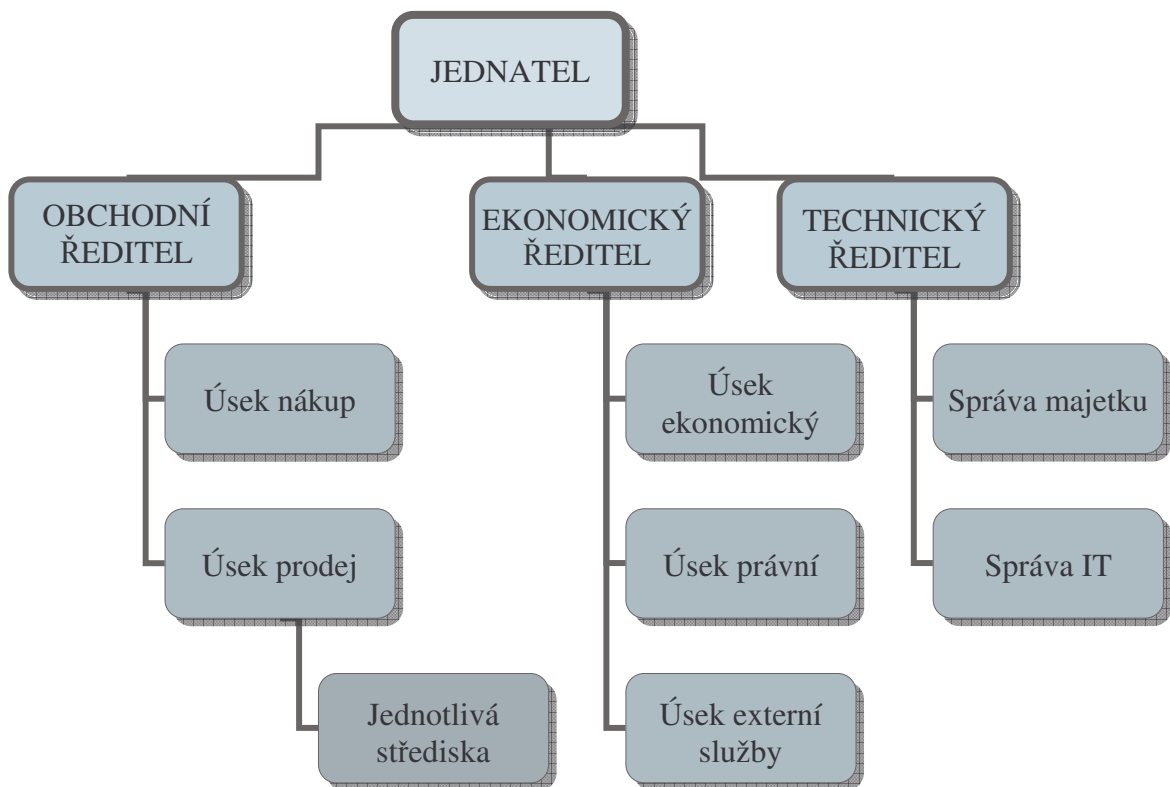 JEDNATEL
OBCHODNÍ
ŘEDITEL
EKONOMICKÝ
ŘEDITEL
TECHNICKÝ
ŘEDITEL
Úsek nákup
Úsek
ekonomický
Správa majetku
Úsek prodej
Úsek právní
Správa IT
Jednotlivá
střediska
Úsek externí
služby